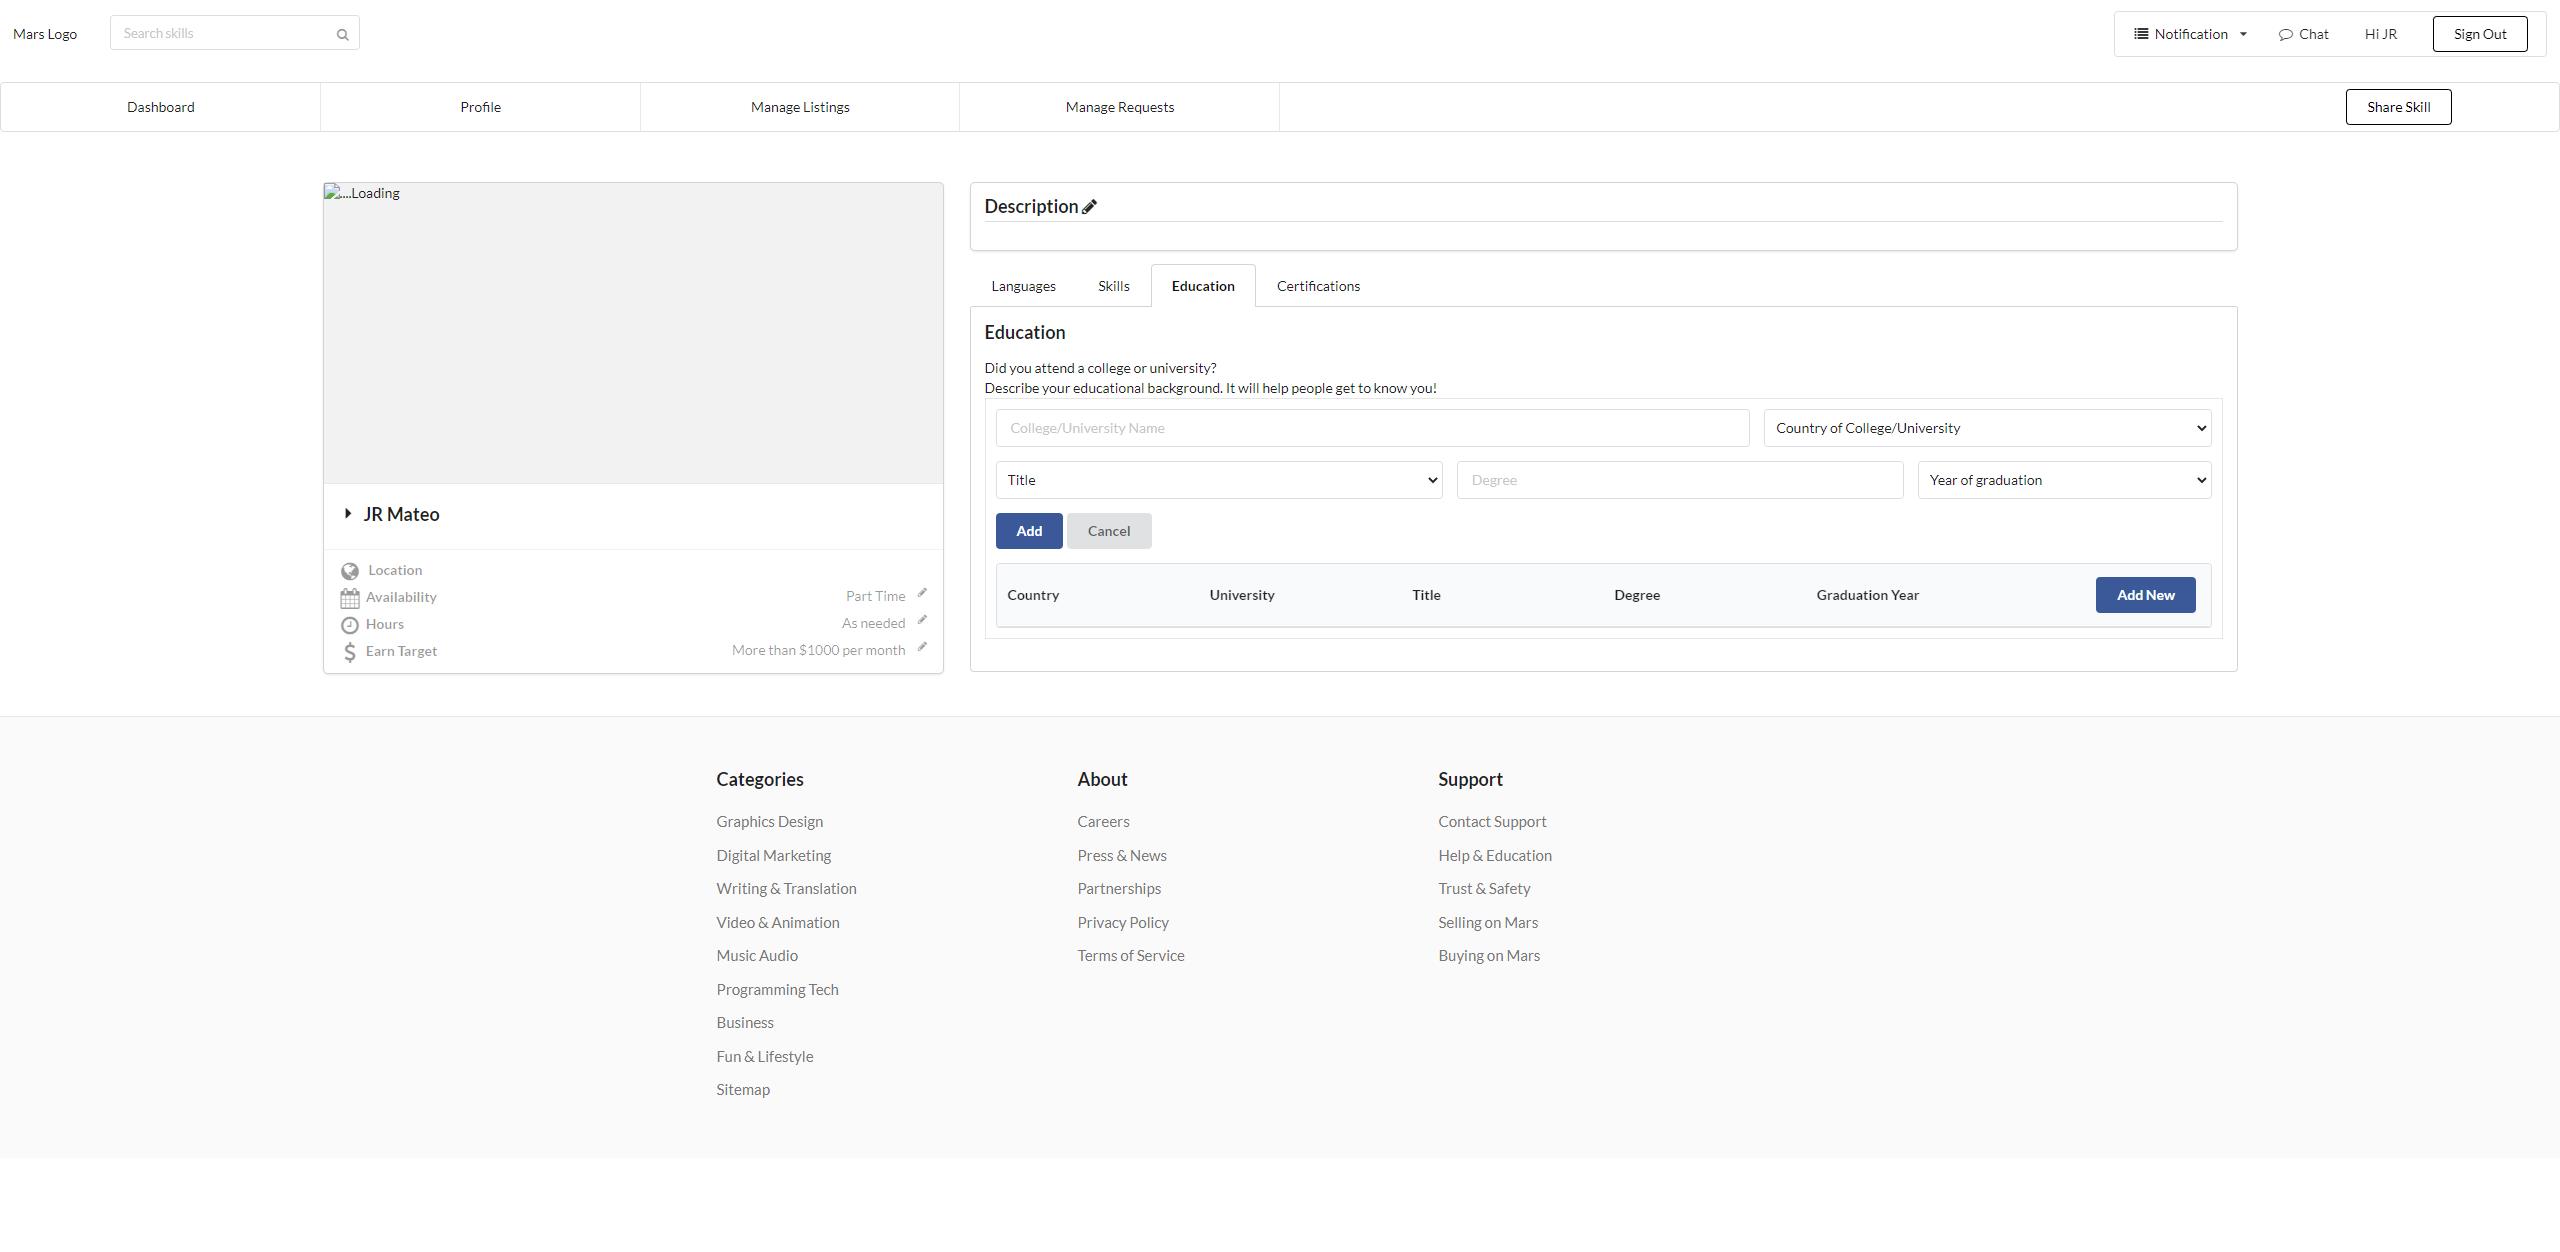 Mars Logo
Search skills
Notification
Chat
Hi JR
Sign Out
Dashboard
Profile
Manage Listings
Manage Requests
Share Skill
....Loading
JR Mateo
Location
Availability
Part Time
Hours
As needed
Earn Target
More than $1000 per month
Description
Languages
Skills
Education
Certifications
Education
Did you attend a college or university?
Describe your educational background. It will help people get to know you!
College/University Name
Country of College/University
Title
Degree
Year of graduation
Add
Cancel
Country
University
Title
Degree
Graduation Year
Add New
Categories
Graphics Design
Digital Marketing
Writing & Translation
Video & Animation
Music Audio
Programming Tech
Business
Fun & Lifestyle
Sitemap
About
Careers
Press & News
Partnerships
Privacy Policy
Terms of Service
Support
Contact Support
Help & Education
Trust & Safety
Selling on Mars
Buying on Mars